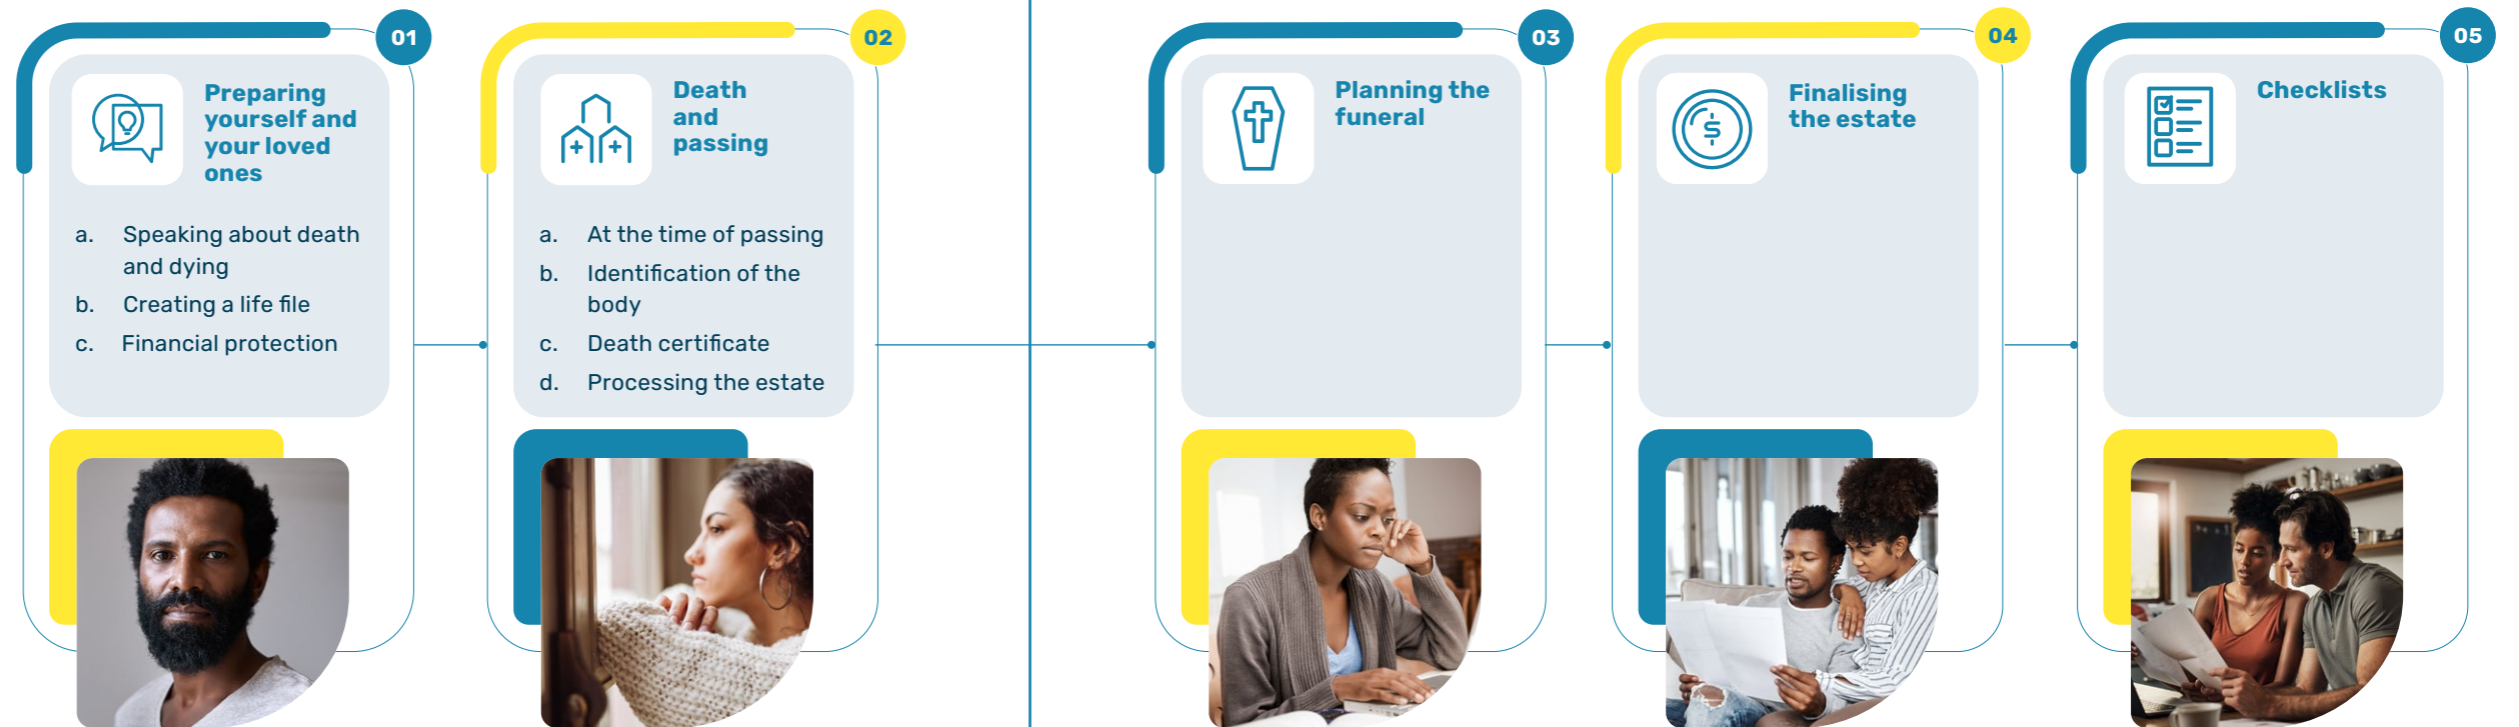 01
Preparing
yourself and
your loved
ones
a. Speaking about death
and dying
b. Creating a life file
c. Financial protection
02
Death
and
passing
a. At the time of passing
b. Identification of the
body
c. Death certificate
d. Processing the estate
03
Planning the
funeral
04
Finalising
the estate
05
Checklists